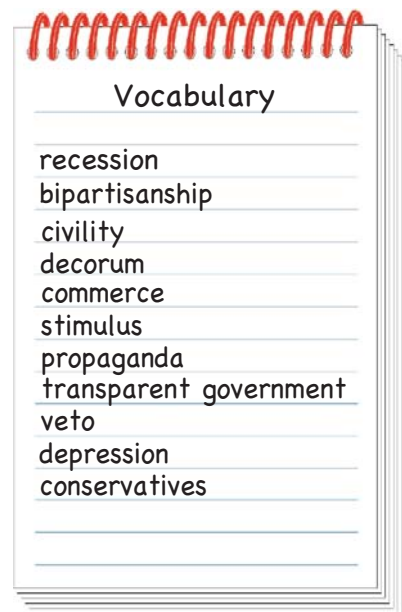 Vocabulary
recession
bipartisanship
civility
decorum
commerce
stimulus
propaganda
transparent government
veto
depression
conservatives